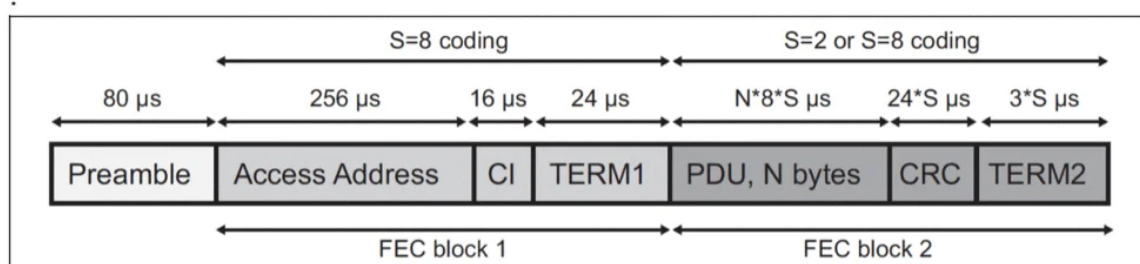 S=8 coding S=2 or S=8 coding
80 µs 256 µs 16 µs 24 µs N*8*S µs 24*S µs 3*S µs
Preamble Access Address CI TERM1 PDU, N bytes CRC TERM2
FEC block 1 FEC block 2